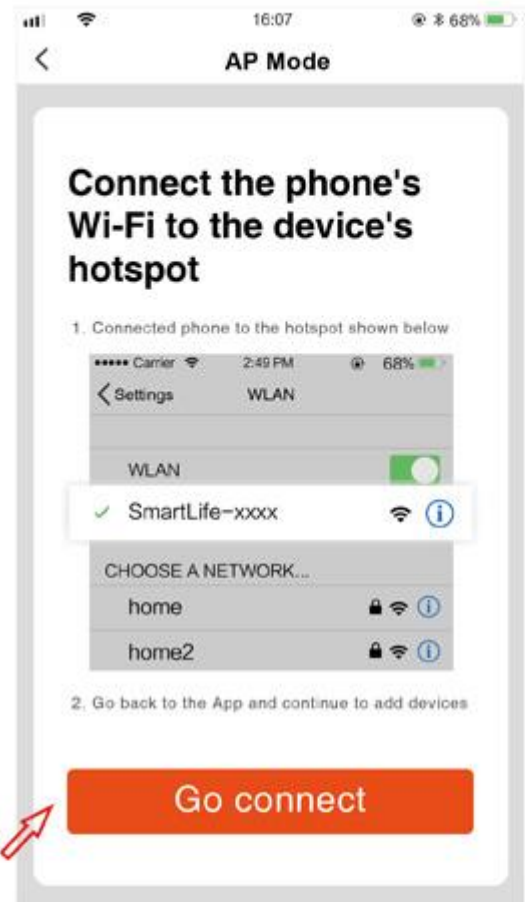 16:07 68%
AP Mode
Connect the phone's
Wi-Fi to the device's
hotspot
1. Connected phone to the hotspot shown below
Carrier 2:49 PM 68%
Settings WLAN
WLAN
SmartLife-xxxx
CHOOSE A NETWORK...
home
home2
2. Go back to the App and continue to add devices
Go connect